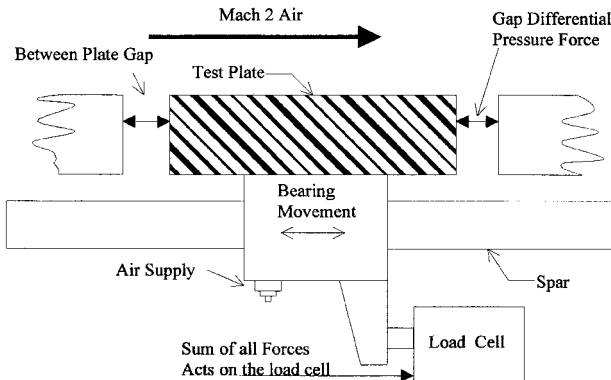 Mach 2 Air
Gap Differential
Pressure Force
Between Plate Gap
Test Plate
Bearing
Movement
Air Supply
Spar
Sum of all Forces
Acts on the load cell
Load Cell